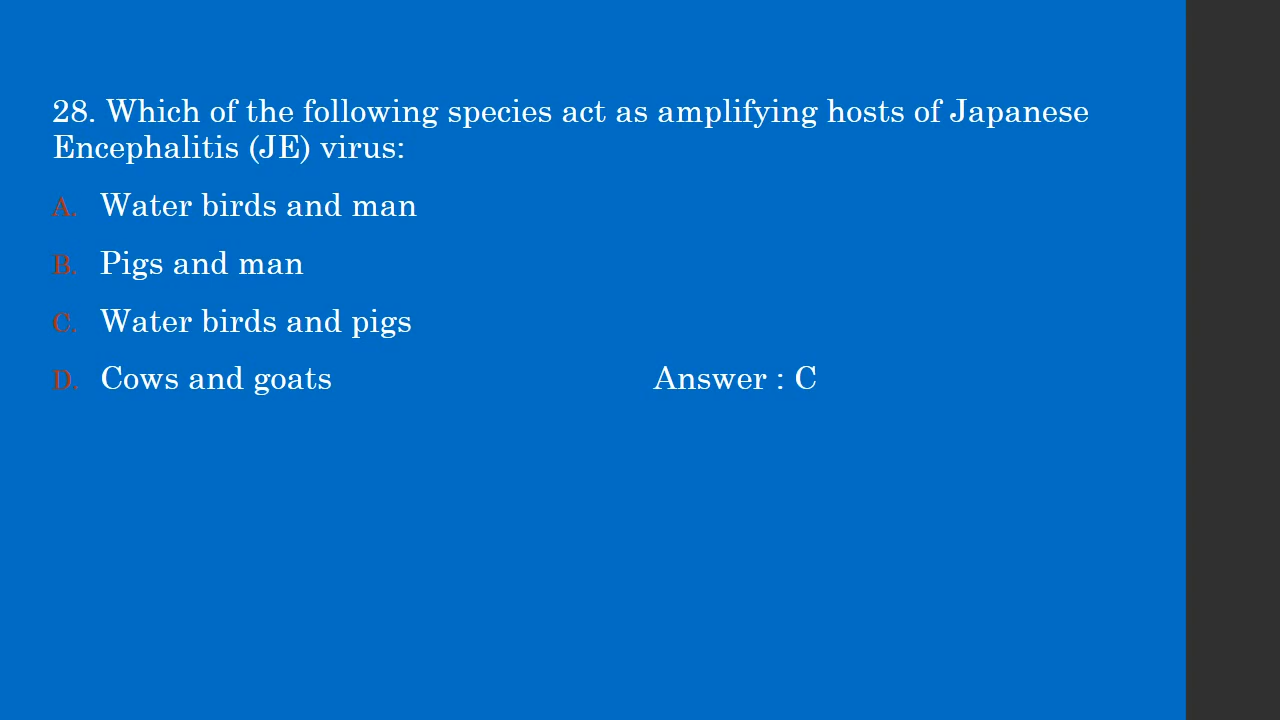 28. Which of the following species act as amplifying hosts of Japanese
Encephalitis (JE) virus:
A. Water birds and man
B. Pigs and man
C. Water birds and pigs
D. Cows and goats Answer : C